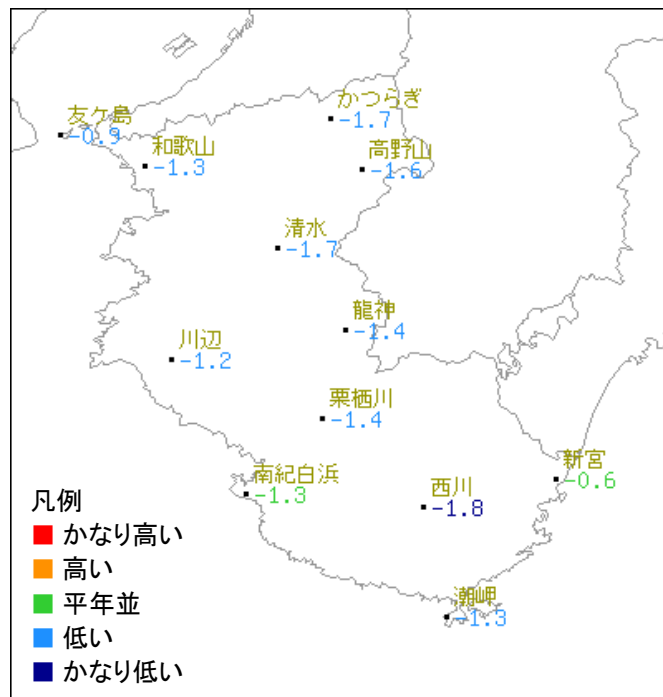 かつらぎ
-1.7
友ケ島
-0.9
和歌山
-1.3
高野山
-1.6
清水
-1.7
龍神
-1.4
川辺
-1.2
栗栖川
-1.4
新宮
-0.6
南紀白浜
-1.3
西川
-1.8
潮岬
-1.3
凡例
かなり高い
高い
平年並
低い
かなり低い